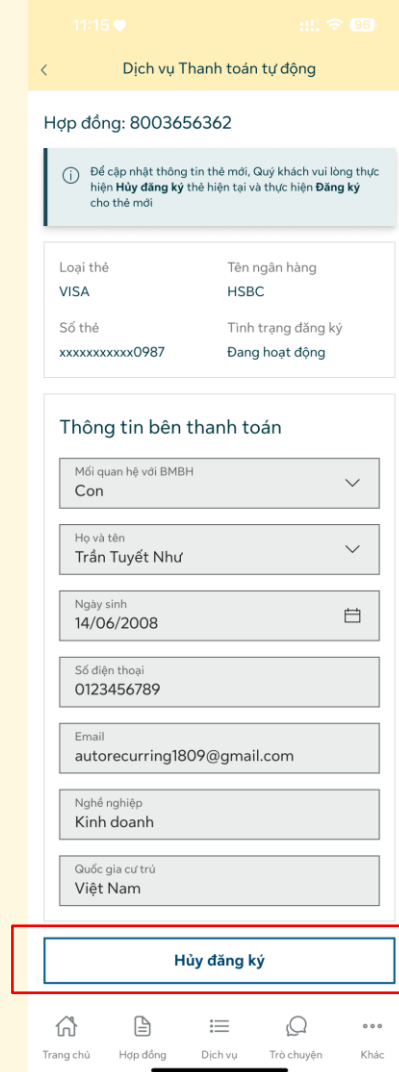 11:15
96
Dịch vụ Thanh toán tự động
Hợp đồng: 8003656362
Để cập nhật thông tin thẻ mới, Quý khách vui lòng thực
hiện Hủy đăng ký thẻ hiện tại và thực hiện Đăng ký
cho thẻ mới
Loại thẻ
Tên ngân hàng
VISA
HSBC
Số thẻ
Tình trạng đăng ký
xxxxxxxxxxx0987
Đang hoạt động
Thông tin bên thanh toán
Mối quan hệ với BMBH
Con
Họ và tên
Trần Tuyết Như
Ngày sinh
14/06/2008
Số điện thoại
0123456789
Email
autorecurring1809@gmail.com
Nghề nghiệp
Kinh doanh
Quốc gia cư trú
Việt Nam
Hủy đăng ký
Trang chủ
Hợp đồng
Dịch vụ
Trò chuyện
Khác